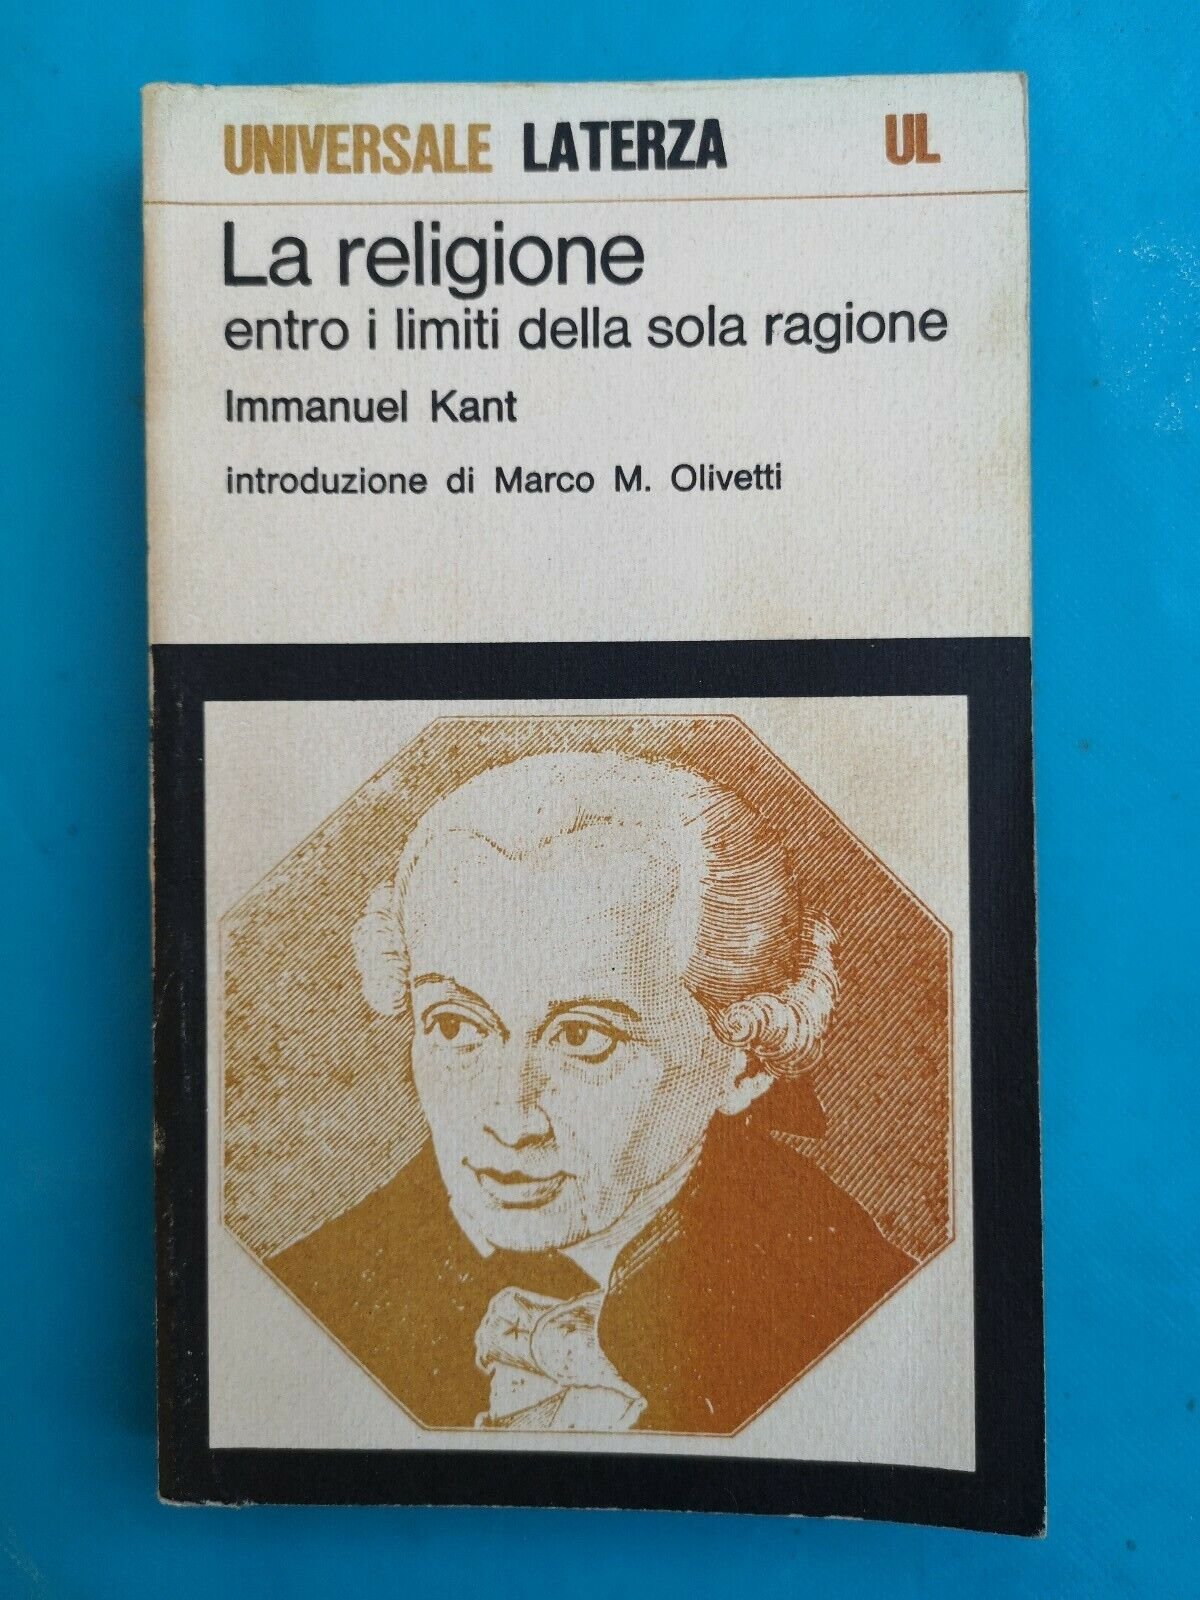 UNIVERSALE LATERZA UL
La religione
entro i limiti della sola ragione
Immanuel Kant
introduzione di Marco M. Olivetti